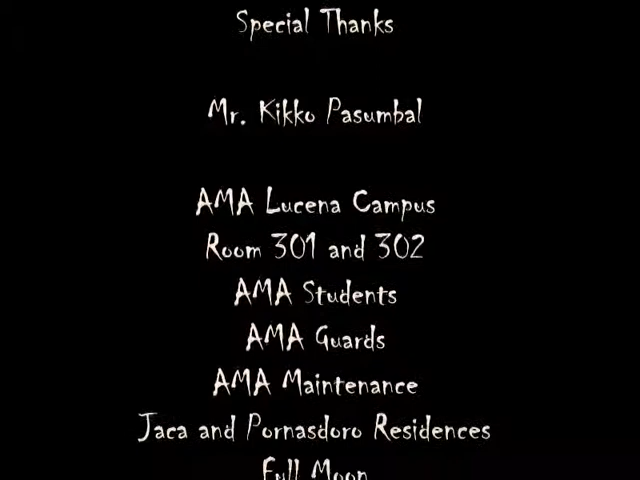 Special Thanks
Mr. Kikko Pasumbal
AMA Lucena Campus
Room 301 and 302
AMA Students
AMA Guards
AMA Maintenance
Jaca and Pornasdoro Residences
Full Moon